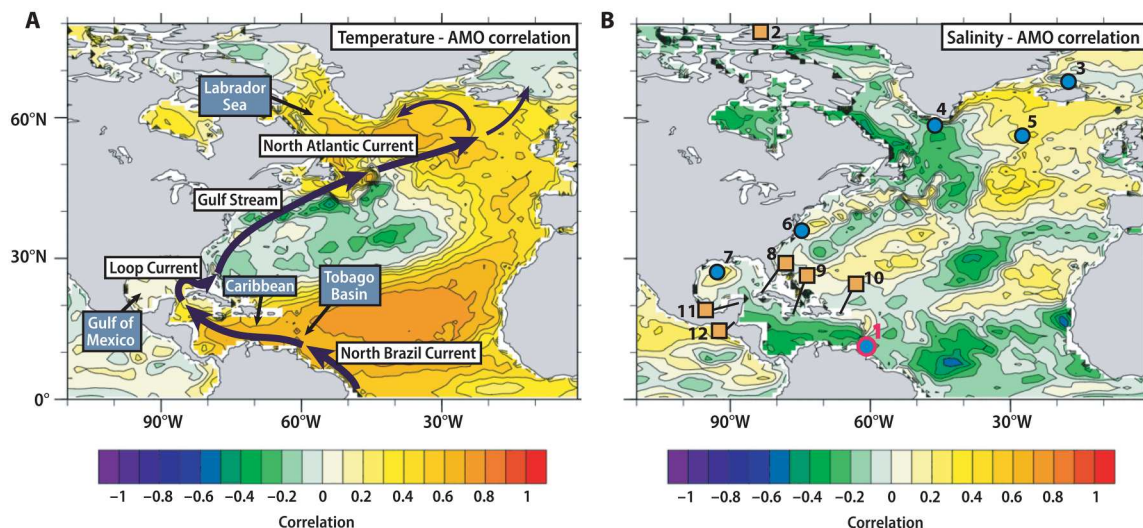 A
Temperature - AMO correlation
Labrador
Sea
60°N
North Atlantic Current
Gulf Stream
30°N
Loop Current
Caribbean
Tobago
Basin
Gulf of
Mexico
North Brazil Current
0°
90°W
60°W
30°W
−1
−0.8
−0.6
−0.4
−0.2
0
0.2
0.4
0.6
0.8
1
Correlation
B
Salinity - AMO correlation
2
3
4
5
60°N
6
7
8
9
10
30°N
11
12
1
0°
90°W
60°W
30°W
−1
−0.8
−0.6
−0.4
−0.2
0
0.2
0.4
0.6
0.8
1
Correlation